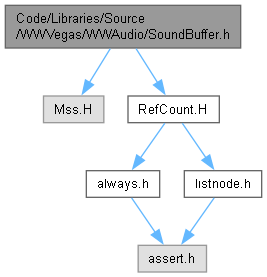 Code/Libraries/Source
/WWVegas/WWAudio/SoundBuffer.h
Mss.H
RefCount.H
always.h
listnode.h
assert.h